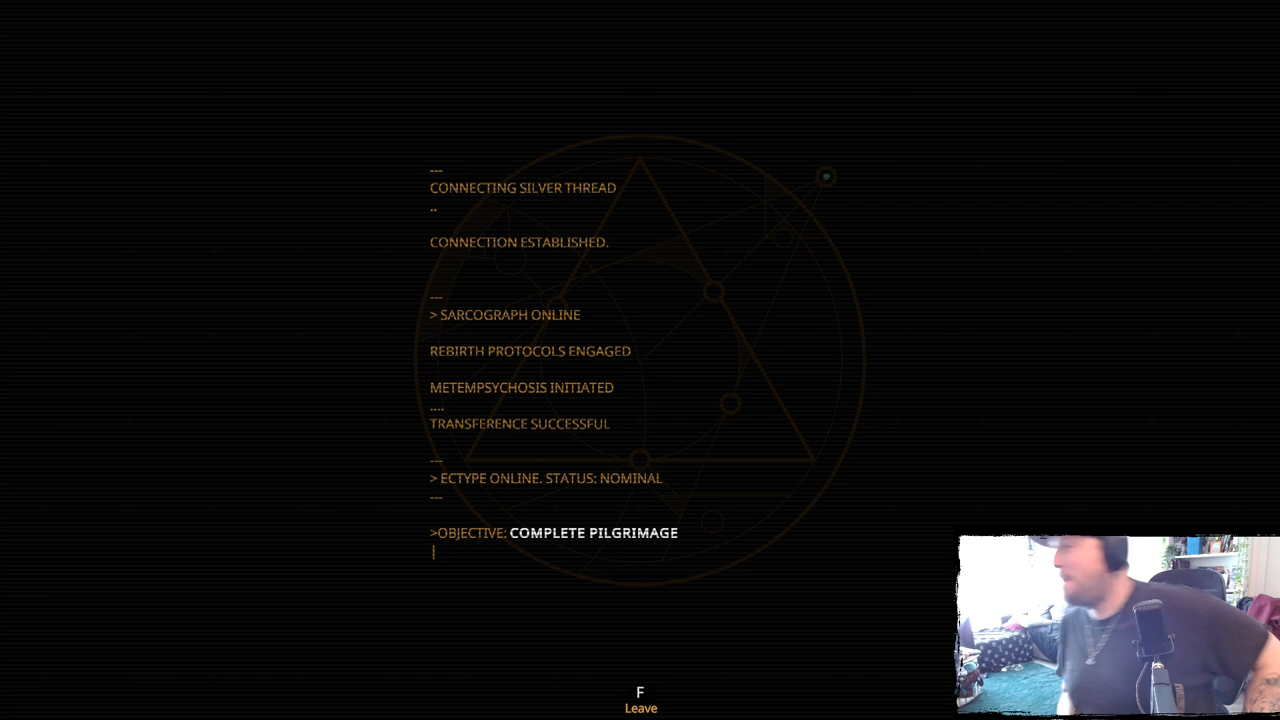 ---
CONNECTING SILVER THREAD
..
CONNECTION ESTABLISHED.
---
> SARCOGRAPH ONLINE
REBIRTH PROTOCOLS ENGAGED
METEMPSYCHOSIS INITIATED
....
TRANSFERENCE SUCCESSFUL
---
> ECTYPE ONLINE. STATUS: NOMINAL
---
>OBJECTIVE: COMPLETE PILGRIMAGE
F
Leave